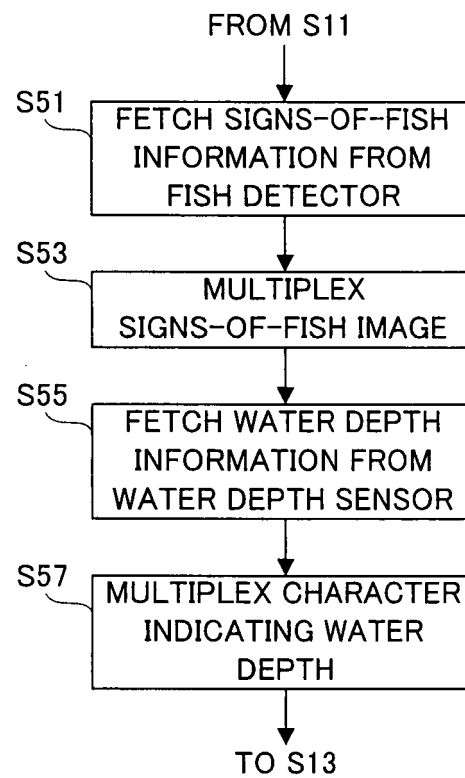 FROM S11
S51
FETCH SIGNS-OF-FISH
INFORMATION FROM
FISH DETECTOR
S53
MULTIPLEX
SIGNS-OF-FISH IMAGE
S55
FETCH WATER DEPTH
INFORMATION FROM
WATER DEPTH SENSOR
S57
MULTIPLEX CHARACTER
INDICATING WATER
DEPTH
TO S13